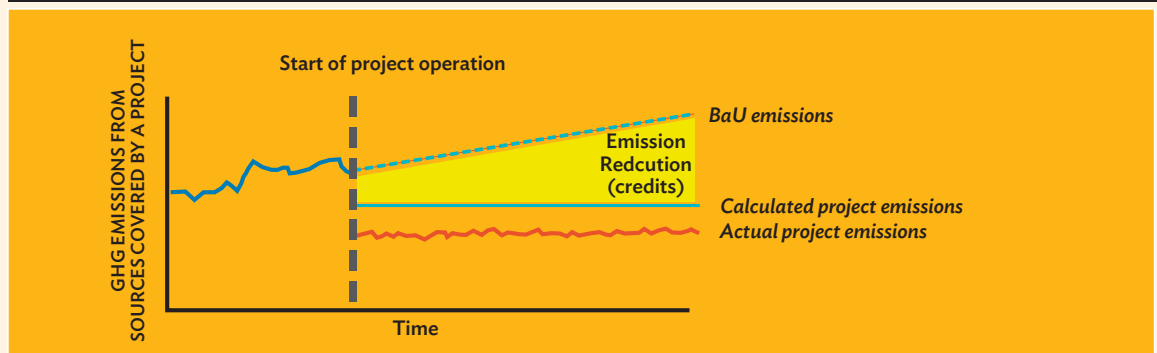 Start of project operation
GHG EMISSIONS FROM
SOURCES COVERED BY A PROJECT
BaU emissions
Emission
Redcution
(credits)
Calculated project emissions
Actual project emissions
Time